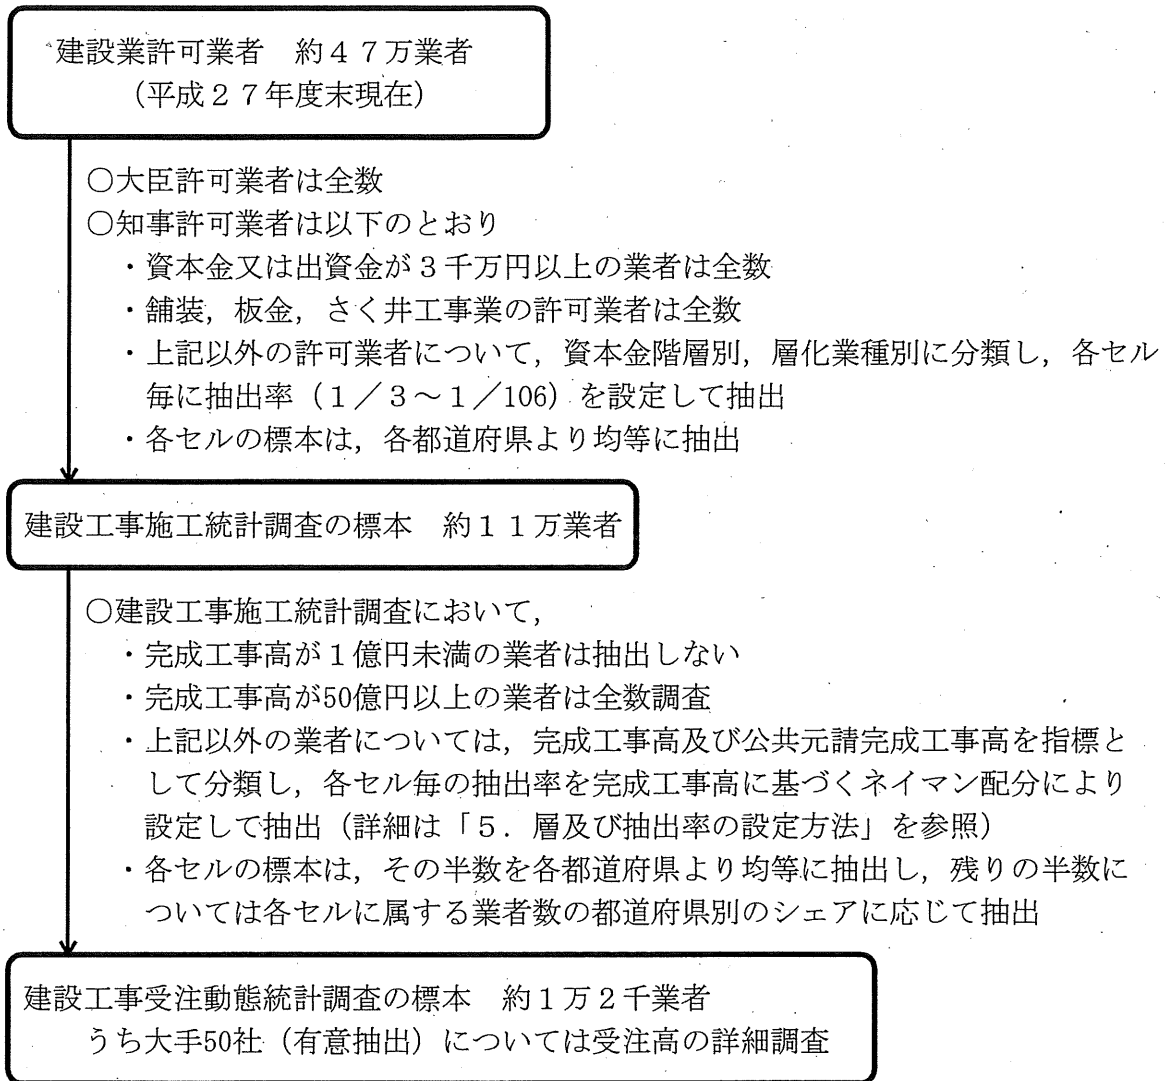 建設業許可業者　約４７万業者
（平成２７年度末現在）
○大臣許可業者は全数
○知事許可業者は以下のとおり
・資本金又は出資金が３千万円以上の業者は全数
・舗装，板金，さく井工事業の許可業者は全数
・上記以外の許可業者について，資本金階層別，層化業種別に分類し，各セル
毎に抽出率（１／３～１／106）を設定して抽出
・各セルの標本は，各都道府県より均等に抽出
建設工事施工統計調査の標本　約１１万業者
○建設工事施工統計調査において，
・完成工事高が１億円未満の業者は抽出しない
・完成工事高が50億円以上の業者は全数調査
・上記以外の業者については，完成工事高及び公共元請完成工事高を指標と
して分類し，各セル毎の抽出率を完成工事高に基づくネイマン配分により
設定して抽出（詳細は「５．層及び抽出率の設定方法」を参照）
・各セルの標本は，その半数を各都道府県より均等に抽出し，残りの半数に
ついては各セルに属する業者数の都道府県別のシェアに応じて抽出
建設工事受注動態統計調査の標本　約１万２千業者
うち大手50社（有意抽出）については受注高の詳細調査